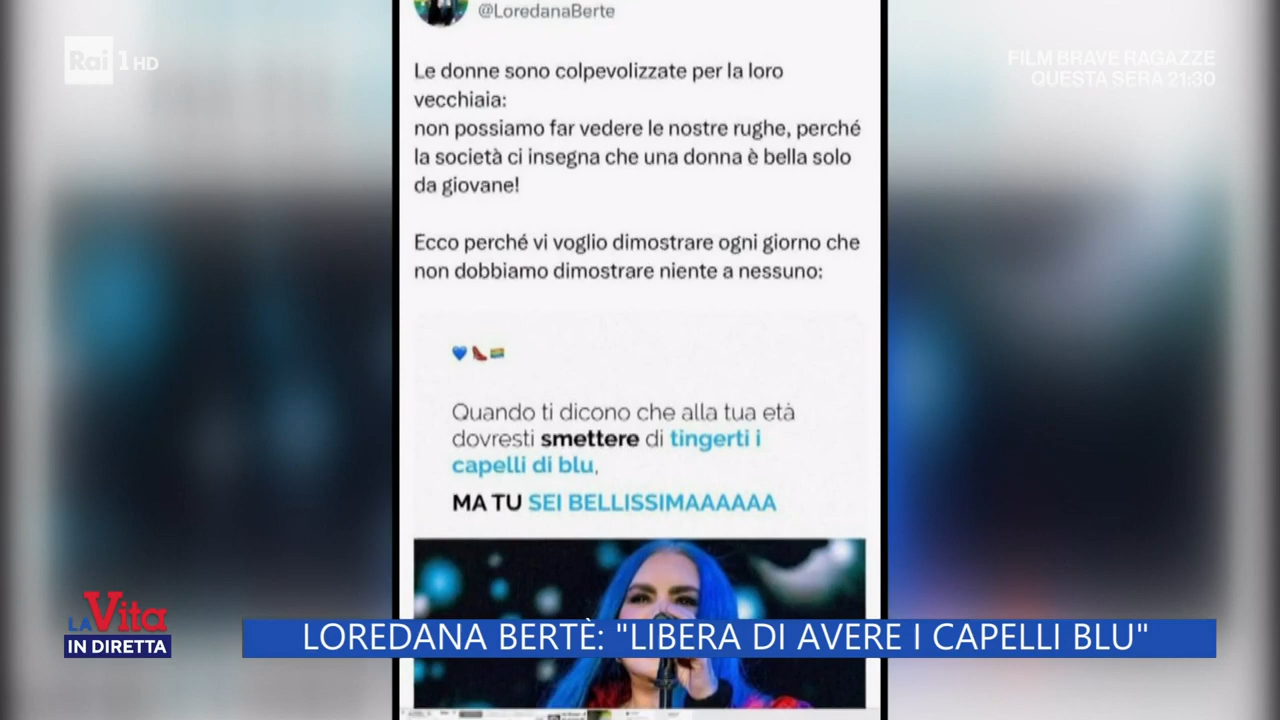 Rai 1 HD
FILM BRAVE RAGAZZE
QUESTA SERA 21:30
@LoredanaBerte
Le donne sono colpevolizzate per la loro
vecchiaia:
non possiamo far vedere le nostre rughe, perché
la società ci insegna che una donna è bella solo
da giovane!
Ecco perché vi voglio dimostrare ogni giorno che
non dobbiamo dimostrare niente a nessuno:
Quando ti dicono che alla tua età
dovresti smettere di tingerti i
capelli di blu,
MA TU SEI BELLISSIMAAAAAA
LA Vita
IN DIRETTA
LOREDANA BERTÈ: "LIBERA DI AVERE I CAPELLI BLU"